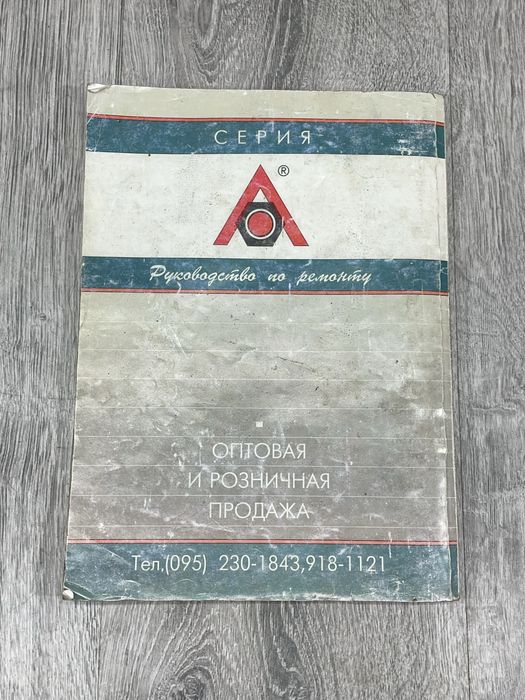 СЕРИЯ
®
Руководство по ремонту
ОПТОВАЯ
И РОЗНИЧНАЯ
ПРОДАЖА
Тел,(095) 230-1843,918-1121